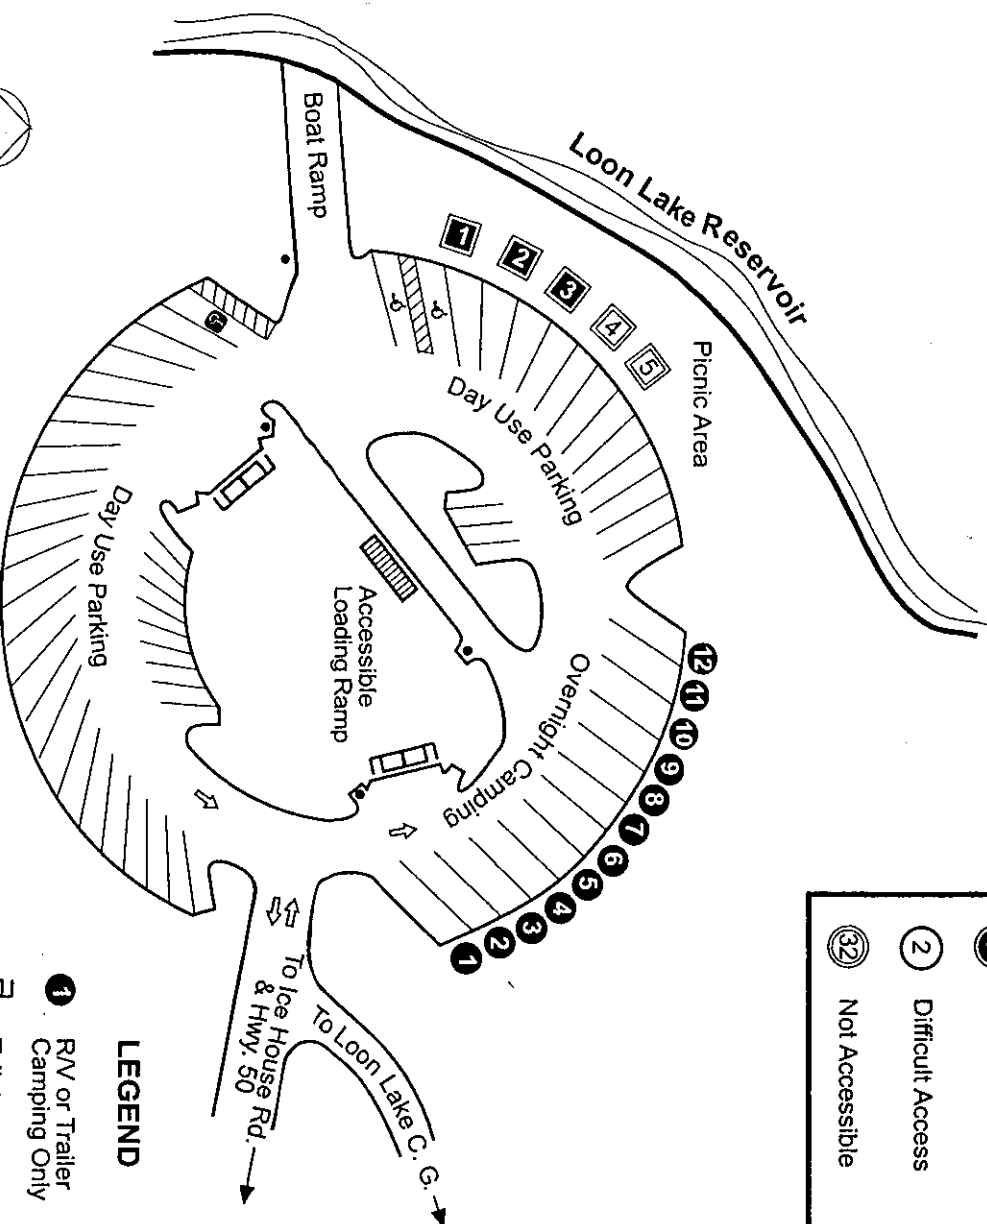 Loon Lake Reservoir
Boat Ramp
Picnic Area
1
2
3
4
5
Day Use Parking
Day Use Parking
Accessible
Loading Ramp
Overnight Camping
12
11
10
9
8
7
6
5
4
3
2
1
To Loon Lake C. G.
To Ice House Rd.
& Hwy. 50
2 Difficult Access
32 Not Accessible
LEGEND
1 R/V or Trailer
Camping Only